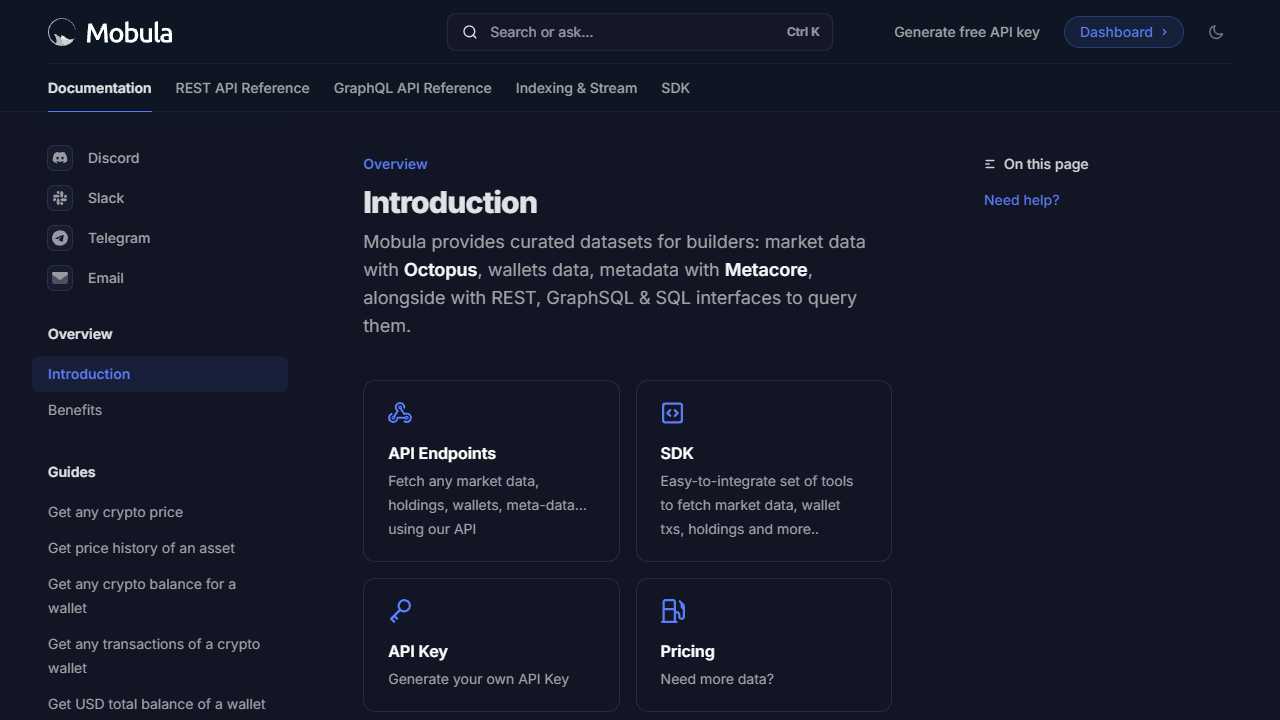 Mobula
Search or ask...
Ctrl K
Generate free API key
Dashboard
Documentation
REST API Reference
GraphQL API Reference
Indexing & Stream
SDK
Discord
Slack
Telegram
Email
Overview
Introduction
Benefits
Guides
Get any crypto price
Get price history of an asset
Get any crypto balance for a
wallet
Get any transactions of a crypto
wallet
Get USD total balance of a wallet
Overview
Introduction
Mobula provides curated datasets for builders: market data
with Octopus, wallets data, metadata with Metacore,
alongside with REST, GraphSQL & SQL interfaces to query
them.
API Endpoints
Fetch any market data,
holdings, wallets, meta-data...
using our API
SDK
Easy-to-integrate set of tools
to fetch market data, wallet
txs, holdings and more..
API Key
Generate your own API Key
Pricing
Need more data?
On this page
Need help?